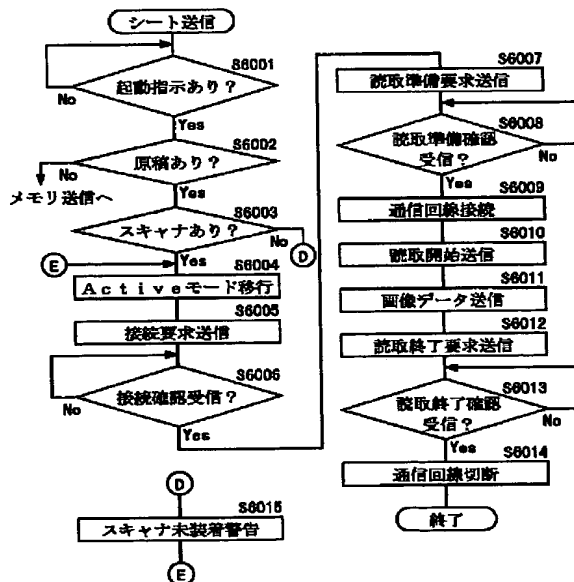 シート送信
S6001
起動指示あり？
No
Yes
S6002
原稿あり？
No
Yes
メモリ送信へ
S6003
スキャナあり？
No
D
Yes
E
S6004
Activeモード移行
S6005
接続要求送信
S6006
接続確認受信？
No
Yes
D
S6015
スキャナ未装着警告
E
S6007
読取準備要求送信
S6008
読取準備確認
受信？
No
Yes
S6009
通信回線接続
S6010
読取開始送信
S6011
画像データ送信
S6012
読取終了要求送信
S6013
読取終了確認
受信？
No
Yes
S6014
通信回線切断
終了